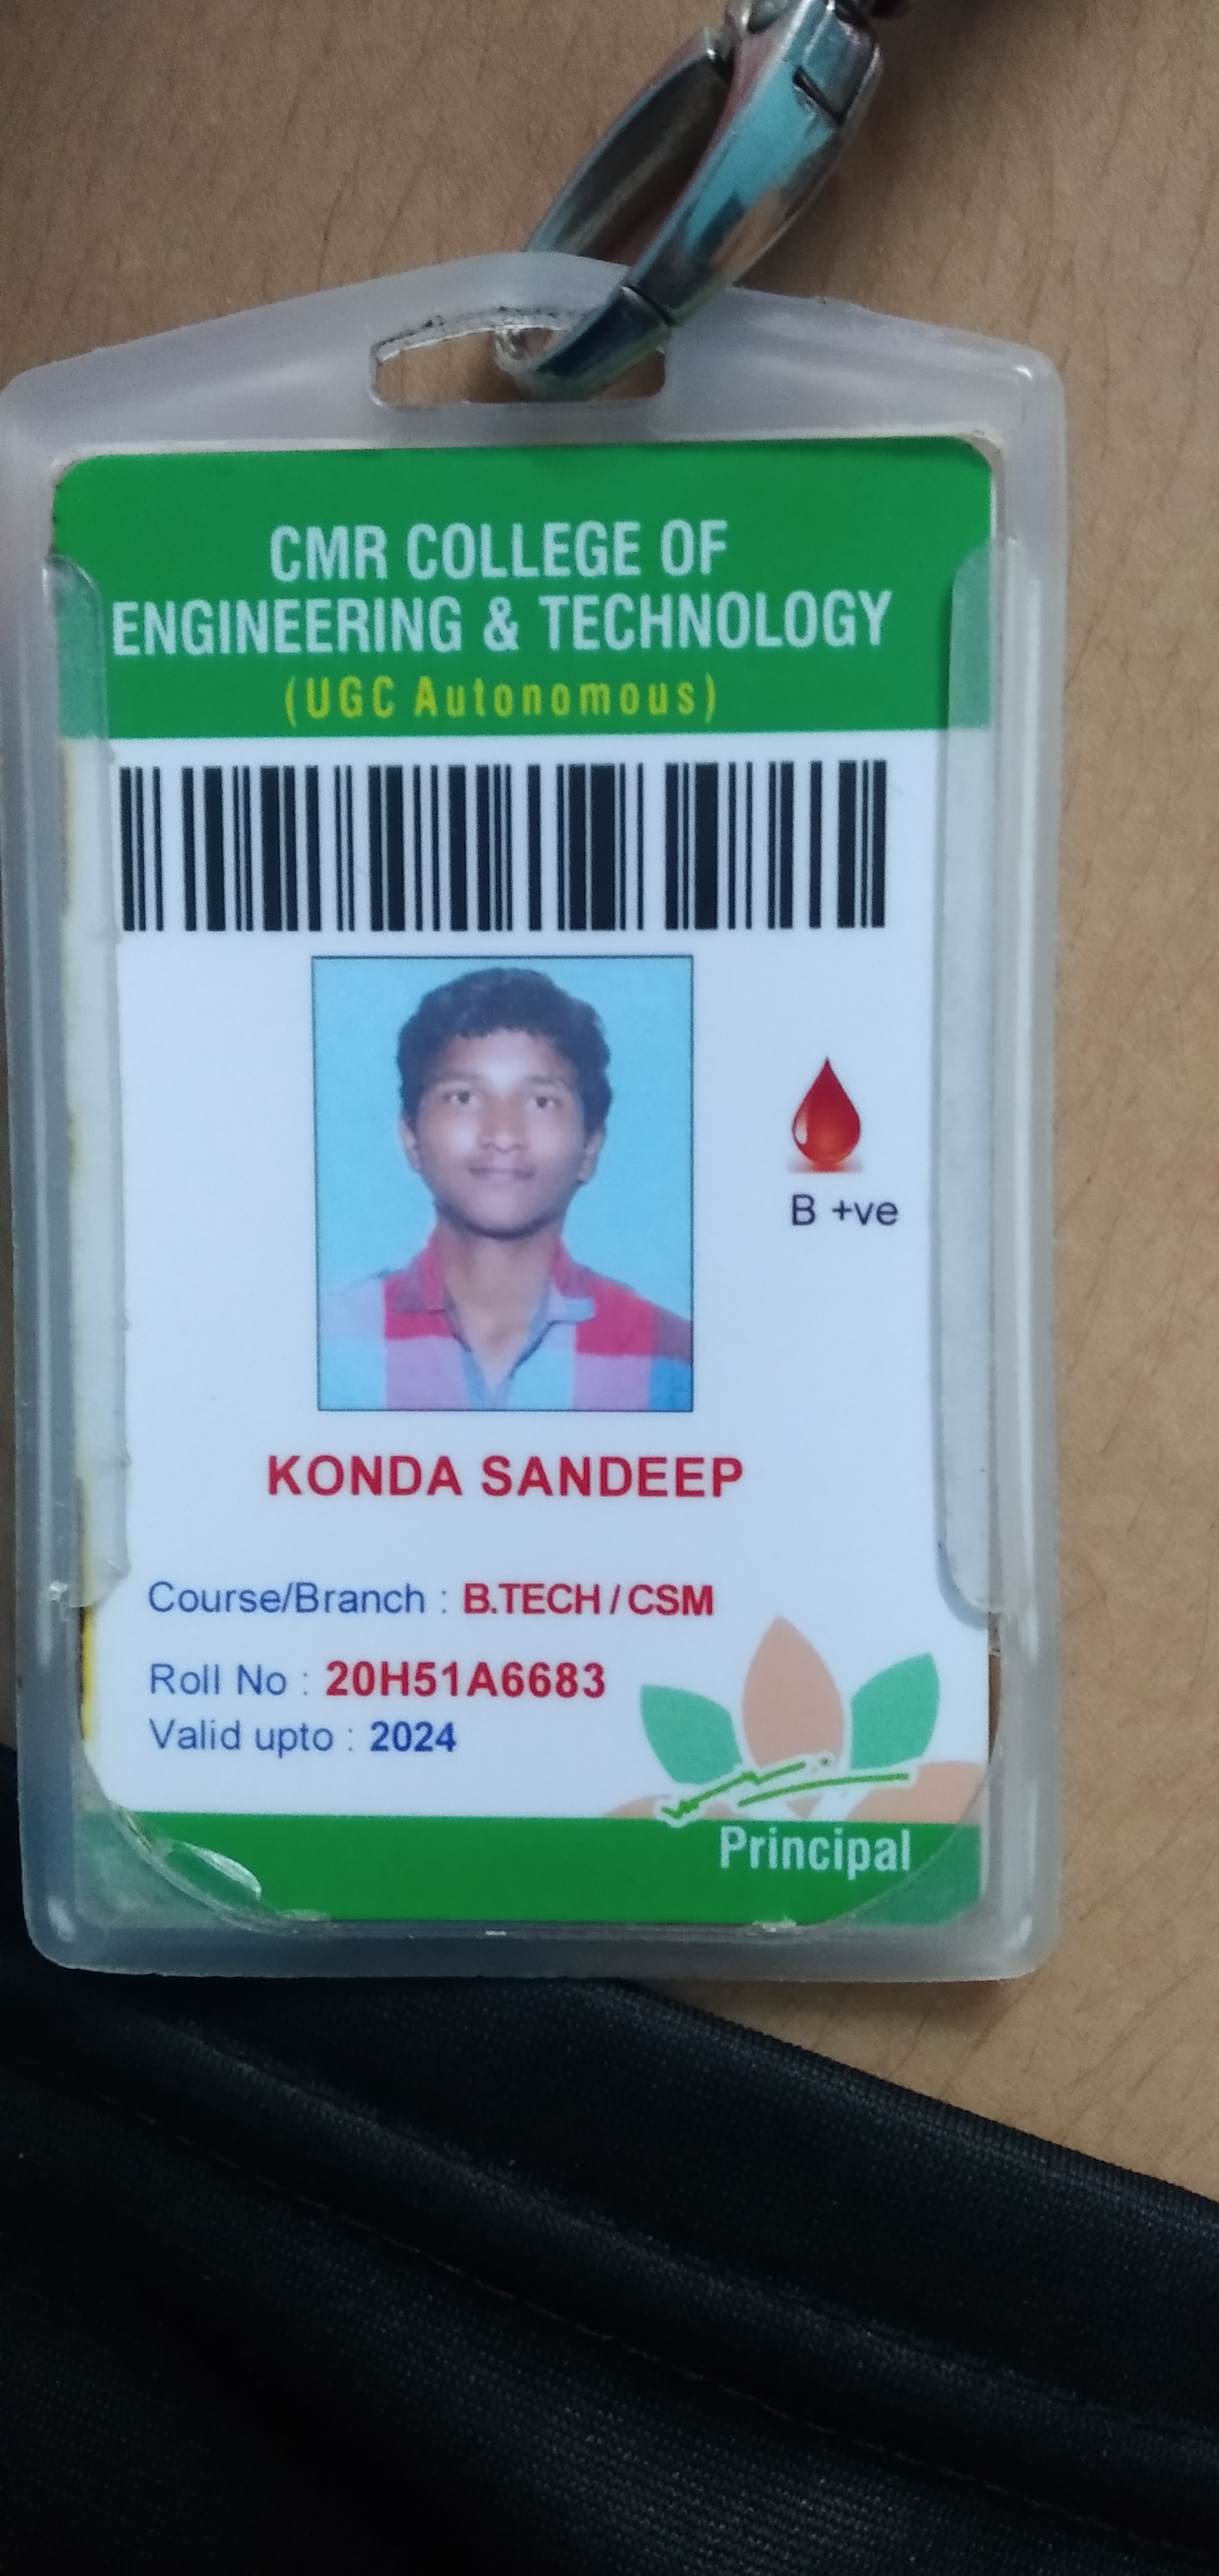 CMR COLLEGE OF
ENGINEERING & TECHNOLOGY
(UGC Autonomous)
B +ve
KONDA SANDEEP
Course/Branch : B.TECH / CSM
Roll No : 20H51A6683
Valid upto : 2024
Principal